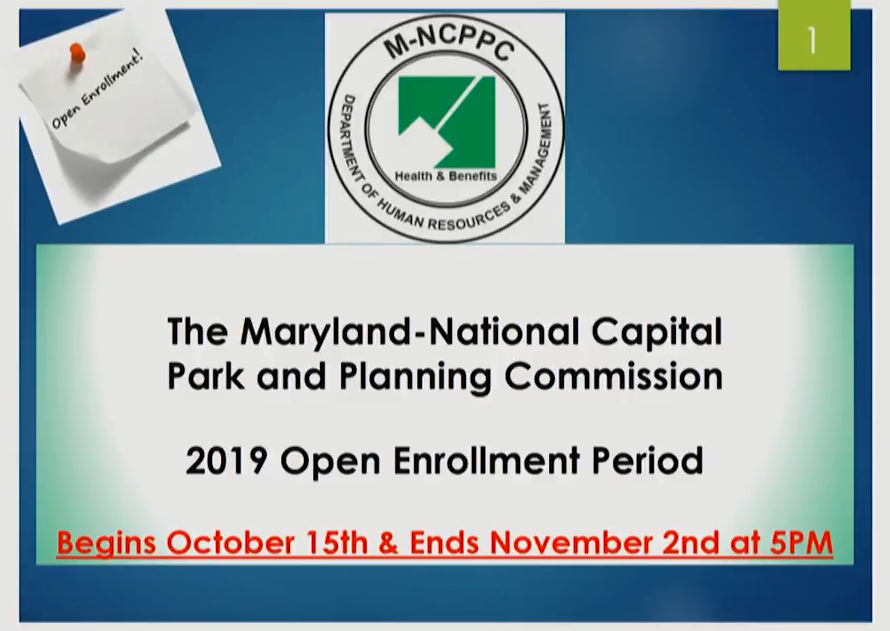 Open Enrollment!
1
M-NCPPC
Health & Benefits
DEPARTMENT OF HUMAN RESOURCES & MANAGEMENT
The Maryland-National Capital
Park and Planning Commission
2019 Open Enrollment Period
Begins October 15th & Ends November 2nd at 5PM